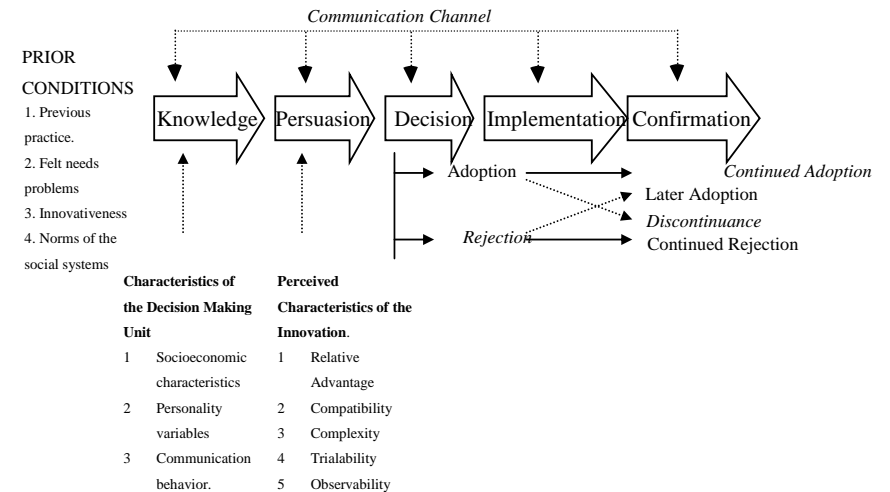 Communication Channel
PRIOR
CONDITIONS
1. Previous
practice.
2. Felt needs
problems
3. Innovativeness
4. Norms of the
social systems
Knowledge
Persuasion
Decision
Implementation
Confirmation
Adoption
Continued Adoption
Later Adoption
Discontinuance
Rejection
Continued Rejection
Characteristics of
the Decision Making
Unit
1 Socioeconomic
characteristics
2 Personality
variables
3 Communication
behavior.
Perceived
Characteristics of the
Innovation.
1 Relative
Advantage
2 Compatibility
3 Complexity
4 Trialability
5 Observability